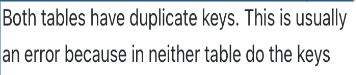 Both tables have duplicate keys. This is usually
an error because in neither table do the keys